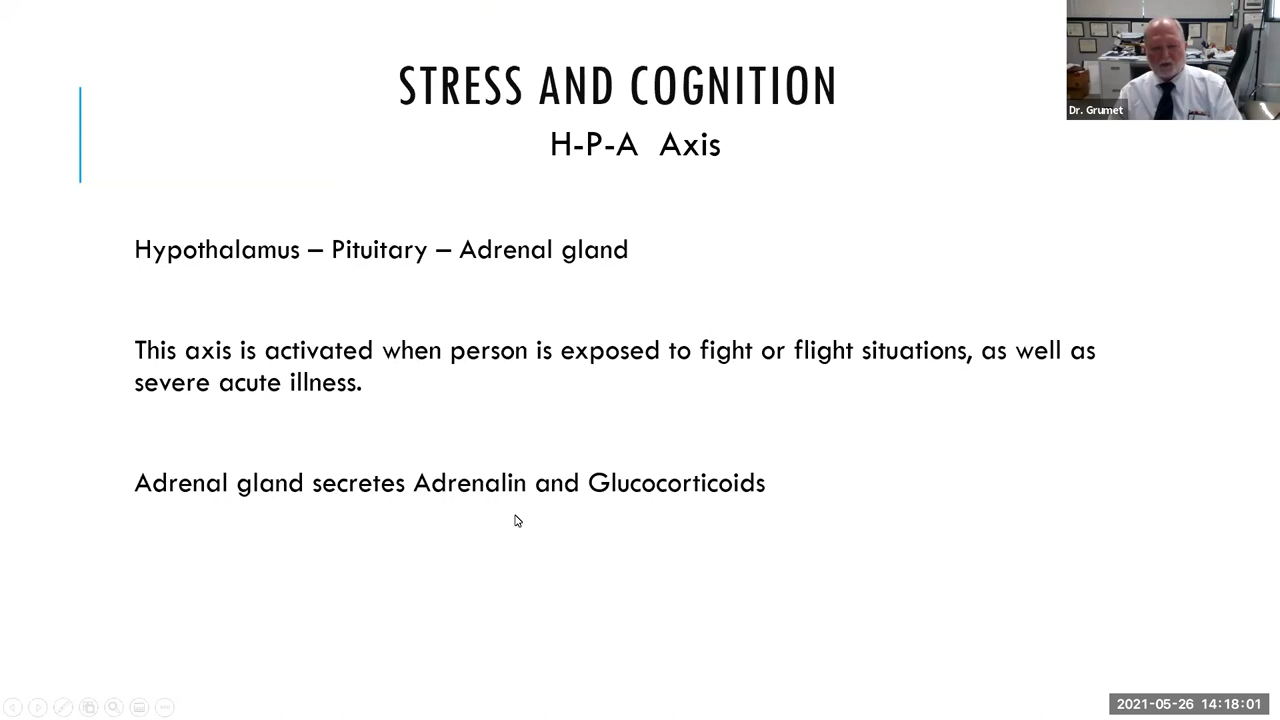 STRESS AND COGNITION
H-P-A Axis
Dr. Grumet
Hypothalamus – Pituitary – Adrenal gland
This axis is activated when person is exposed to fight or flight situations, as well as
severe acute illness.
Adrenal gland secretes Adrenalin and Glucocorticoids
2021-05-26 14:18:01